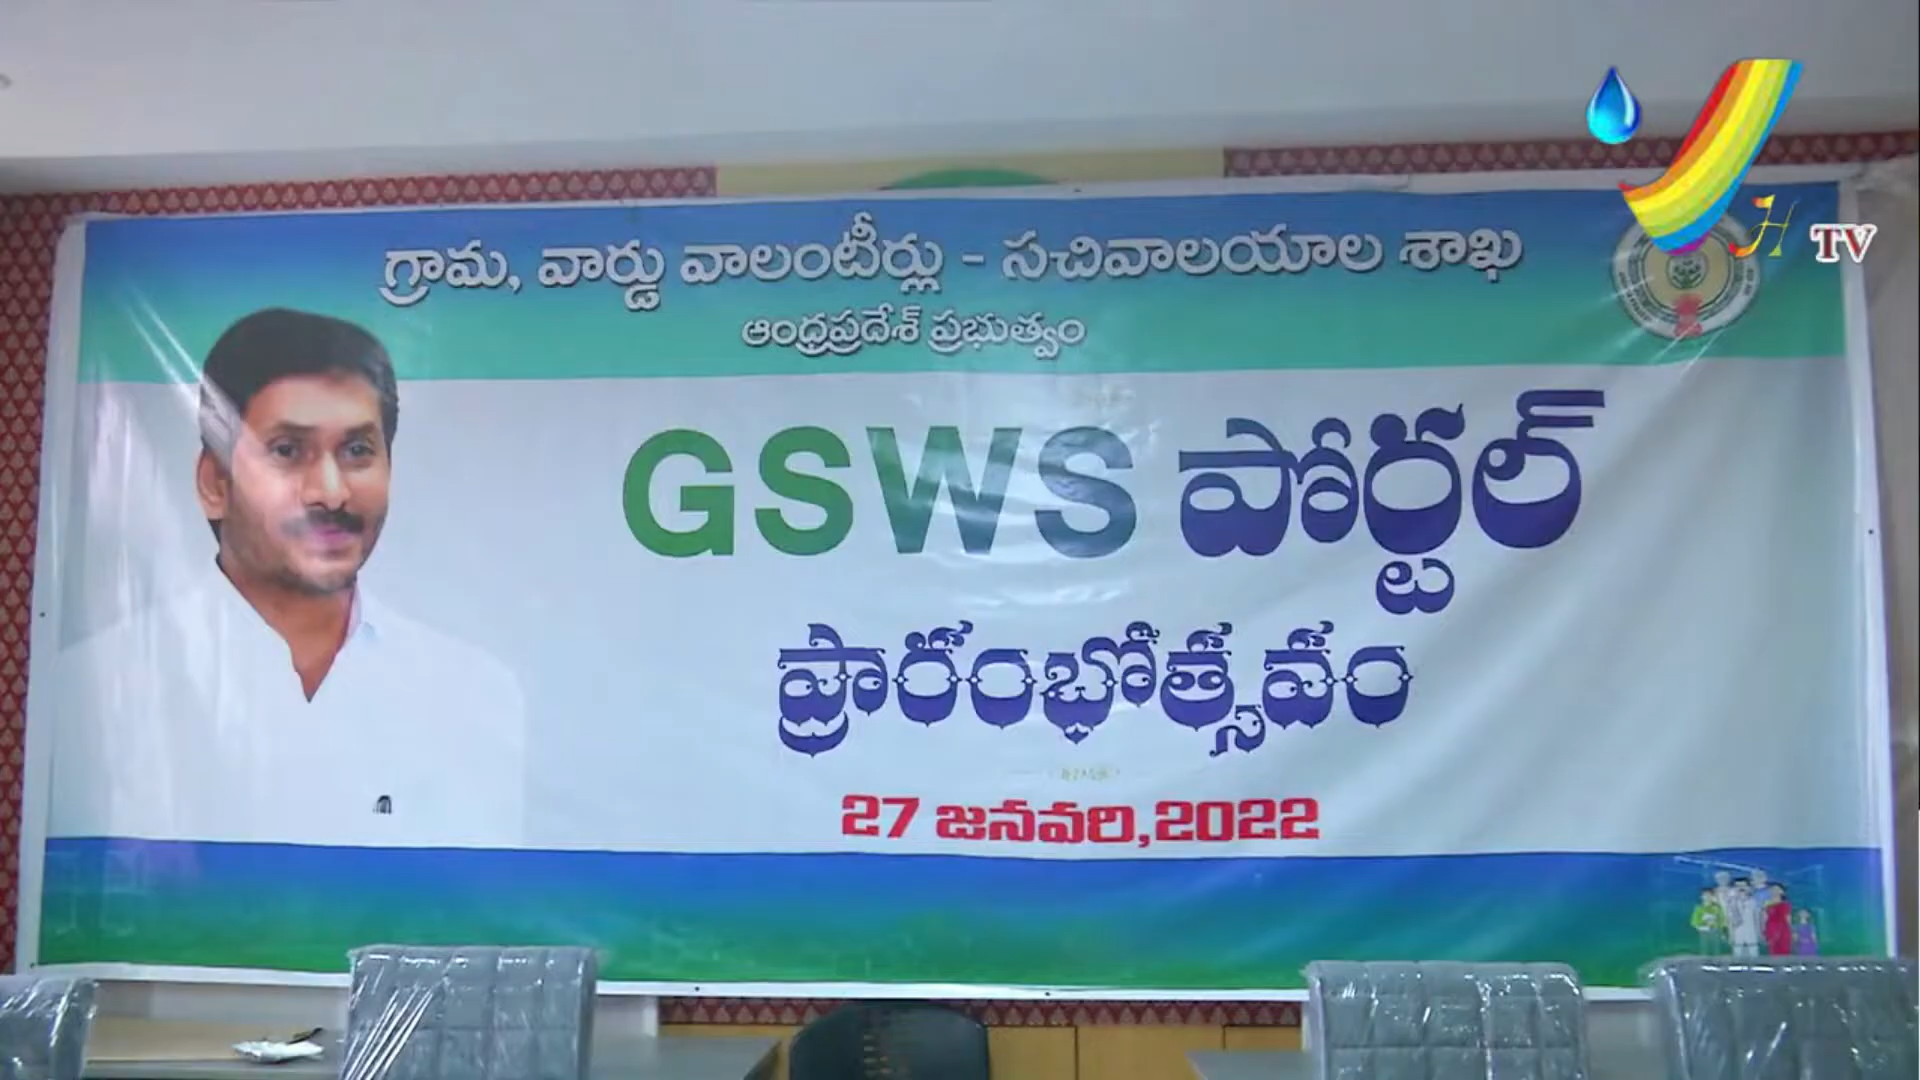 గ్రామ, వార్డు వాలంటీర్లు - సచివాలయాల శాఖ
ఆంధ్రప్రదేశ్ ప్రభుత్వం
GSWS పోర్టల్
ప్రారంభోత్సవం
27 జనవరి,2022
H TV